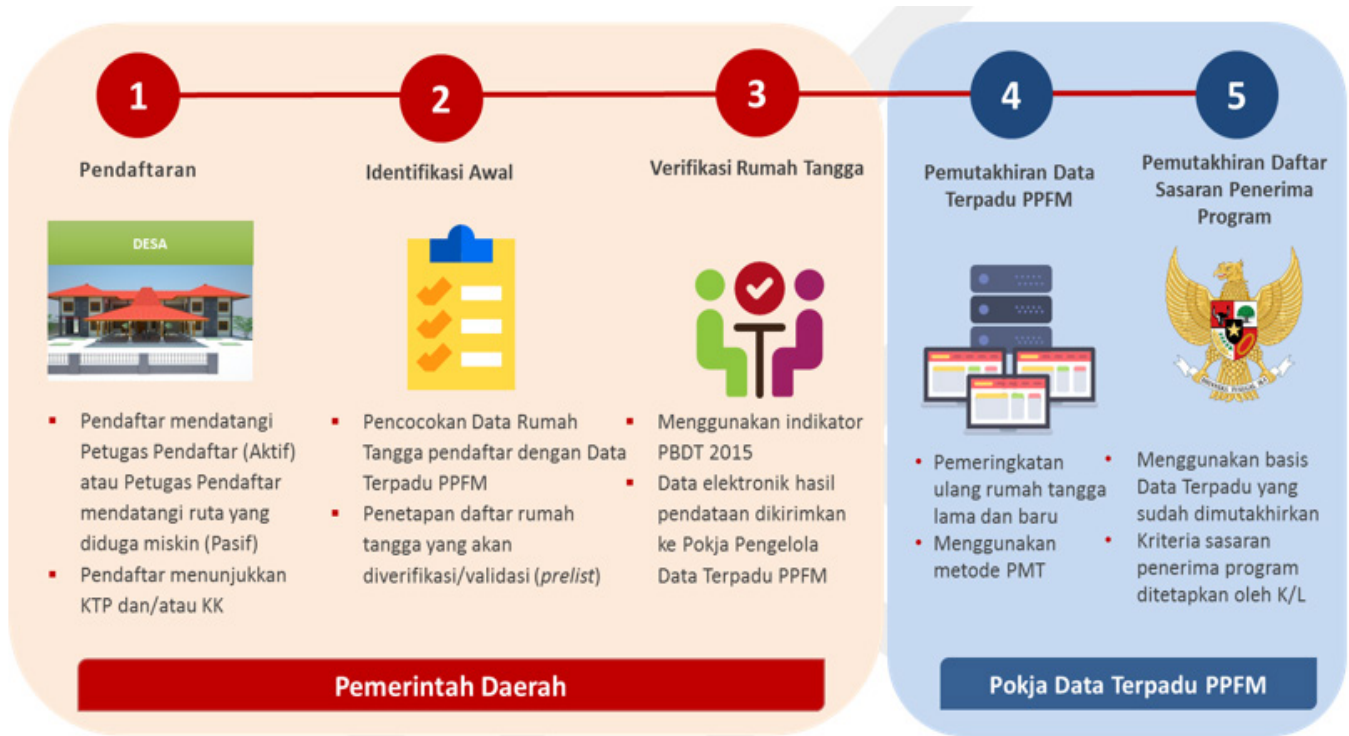 1
Pendaftaran
DESA
▪ Pendaftar mendatangi
Petugas Pendaftar (Aktif)
atau Petugas Pendaftar
mendatangi ruta yang
diduga miskin (Pasif)
▪ Pendaftar menunjukkan
KTP dan/atau KK
2
Identifikasi Awal
▪ Pencocokan Data Rumah
Tangga pendaftar dengan Data
Terpadu PPFM
▪ Penetapan daftar rumah
tangga yang akan
diverifikasi/validasi (prelist)
3
Verifikasi Rumah Tangga
▪ Menggunakan indikator
PBDT 2015
▪ Data elektronik hasil
pendataan dikirimkan
ke Pokja Pengelola
Data Terpadu PPFM
Pemerintah Daerah
4
Pemutakhiran Data
Terpadu PPFM
• Pemeringkatan
ulang rumah tangga
lama dan baru
• Menggunakan
metode PMT
5
Pemutakhiran Daftar
Sasaran Penerima
Program
• Menggunakan basis
Data Terpadu yang
sudah dimutakhirkan
• Kriteria sasaran
penerima program
ditetapkan oleh K/L
Pokja Data Terpadu PPFM